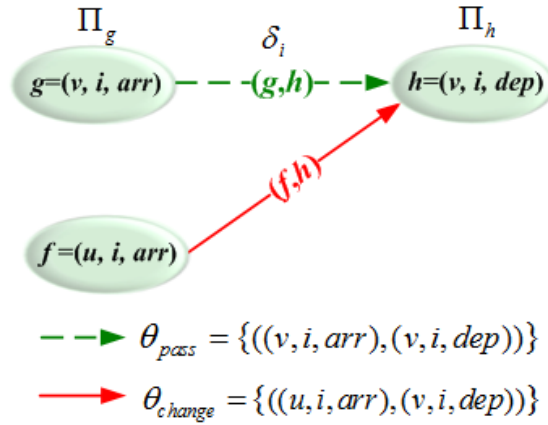 Π_g δ_i Π_h
g=(v, i, arr) (g,h) h=(v, i, dep)
(f,h)
f=(u, i, arr)
θ_pass = {((v,i,arr),(v,i,dep))}
θ_change = {((u,i,arr),(v,i,dep))}